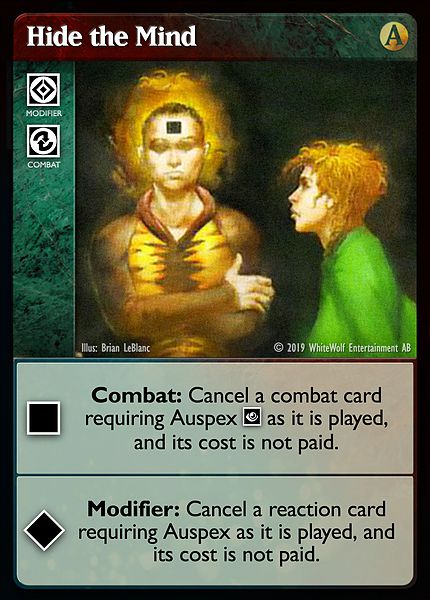 Hide the Mind
A
MODIFIER
COMBAT
Illus: Brian LeBlanc
© 2019 WhiteWolf Entertainment AB
Combat: Cancel a combat card
requiring Auspex as it is played,
and its cost is not paid.
Modifier: Cancel a reaction card
requiring Auspex as it is played, and
its cost is not paid.